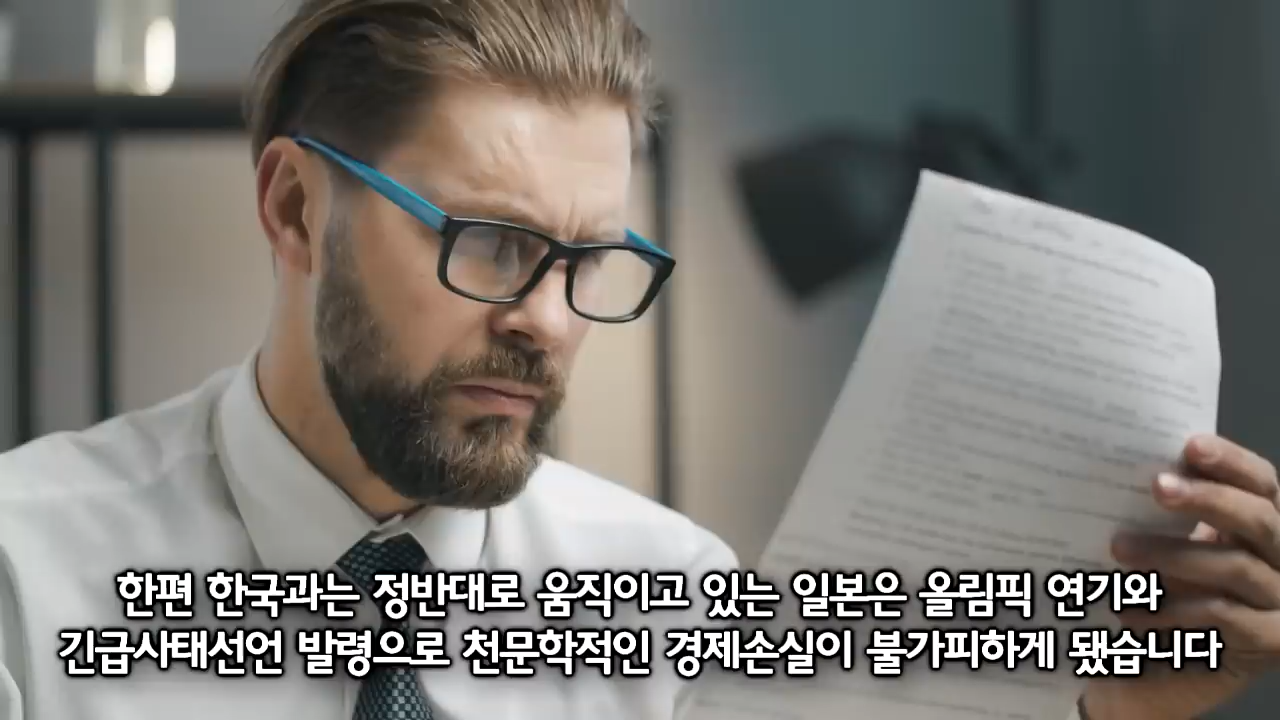 한편 한국과는 정반대로 움직이고 있는 일본은 올림픽 연기와
긴급사태선언 발령으로 천문학적인 경제손실이 불가피하게 됐습니다